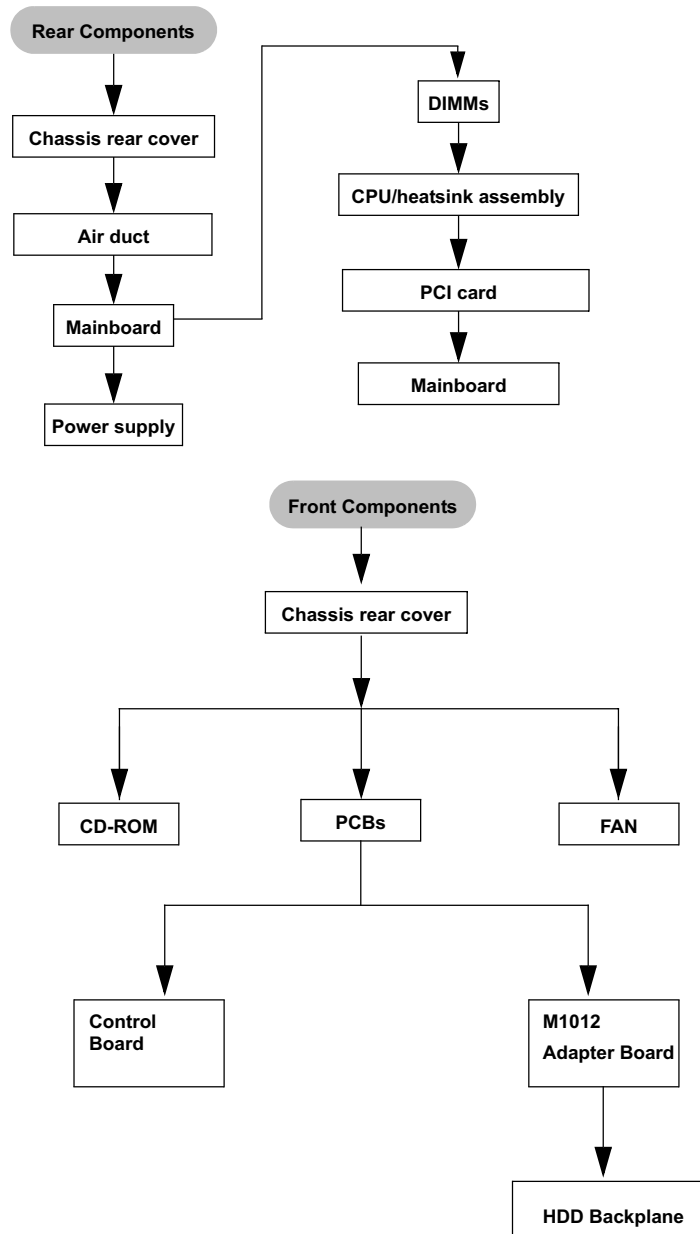 Rear Components
Chassis rear cover
Air duct
Mainboard
Power supply
DIMMs
CPU/heatsink assembly
PCI card
Mainboard
Front Components
Chassis rear cover
CD-ROM
PCBs
FAN
Control
Board
M1012
Adapter Board
HDD Backplane